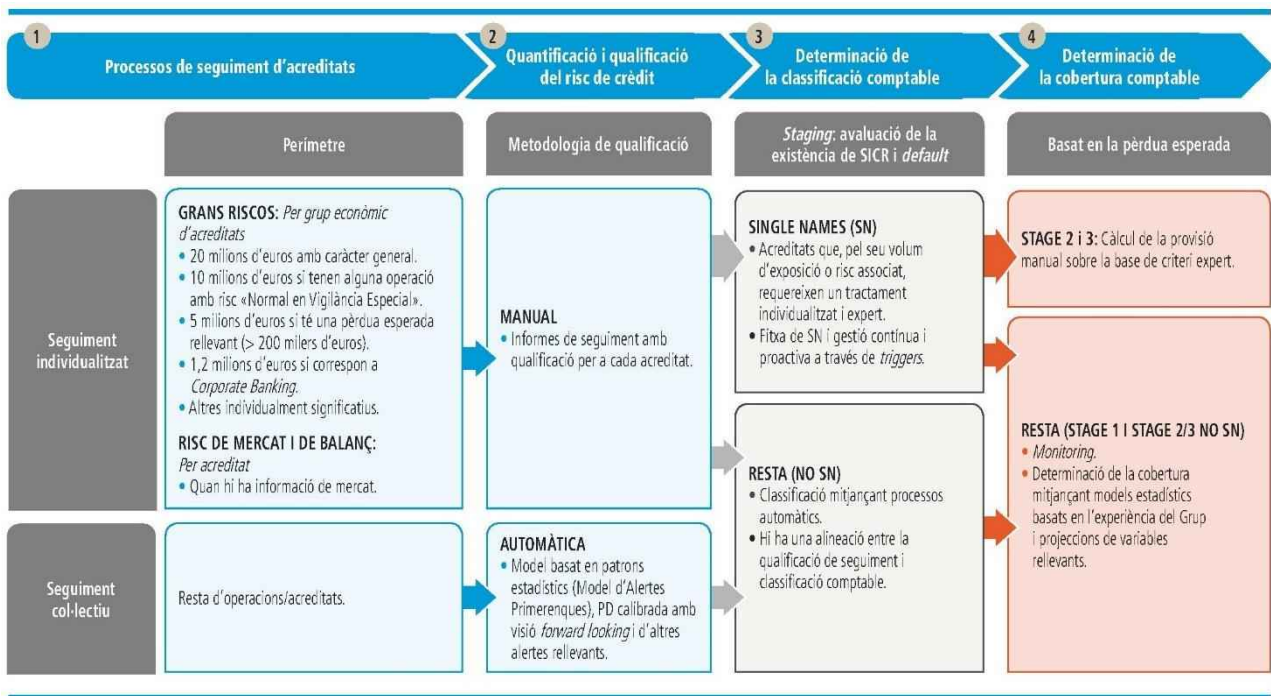 1
Processos de seguiment d'acreditats
2
Quantificació i qualificació
del risc de crèdit
3
Determinació de
la classificació comptable
4
Determinació de
la cobertura comptable
Perímetre
Metodologia de qualificació
Staging: avaluació de la
existència de SICR i default
Basat en la pèrdua esperada
Seguiment
individualitzat
GRANS RISCOS: Per grup econòmic
d'acreditats
• 20 milions d'euros amb caràcter general.
• 10 milions d'euros si tenen alguna operació
amb risc «Normal en Vigilància Especial».
• 5 milions d'euros si té una pèrdua esperada
rellevant (> 200 milers d'euros).
• 1,2 milions d'euros si correspon a
Corporate Banking.
• Altres individualment significatius.
RISC DE MERCAT I DE BALANÇ:
Per acreditat
• Quan hi ha informació de mercat.
MANUAL
• Informes de seguiment amb
qualificació per a cada acreditat.
SINGLE NAMES (SN)
• Acreditats que, pel seu volum
d'exposició o risc associat,
requereixen un tractament
individualitzat i expert.
• Fitxa de SN i gestió contínua i
proactiva a través de triggers.
STAGE 2 i 3: Càlcul de la provisió
manual sobre la base de criteri expert.
RESTA (NO SN)
• Classificació mitjançant processos
automàtics.
• Hi ha una alineació entre la
qualificació de seguiment i
classificació comptable.
RESTA (STAGE 1 I STAGE 2/3 NO SN)
• Monitoring.
• Determinació de la cobertura
mitjançant models estadístics
basats en l'experiència del Grup
i projeccions de variables
rellevants.
Seguiment
col·lectiu
Resta d'operacions/acreditats.
AUTOMÀTICA
• Model basat en patrons
estadístics (Model d'Alertes
Primerenques), PD calibrada amb
visió forward looking i d'altres
alertes rellevants.